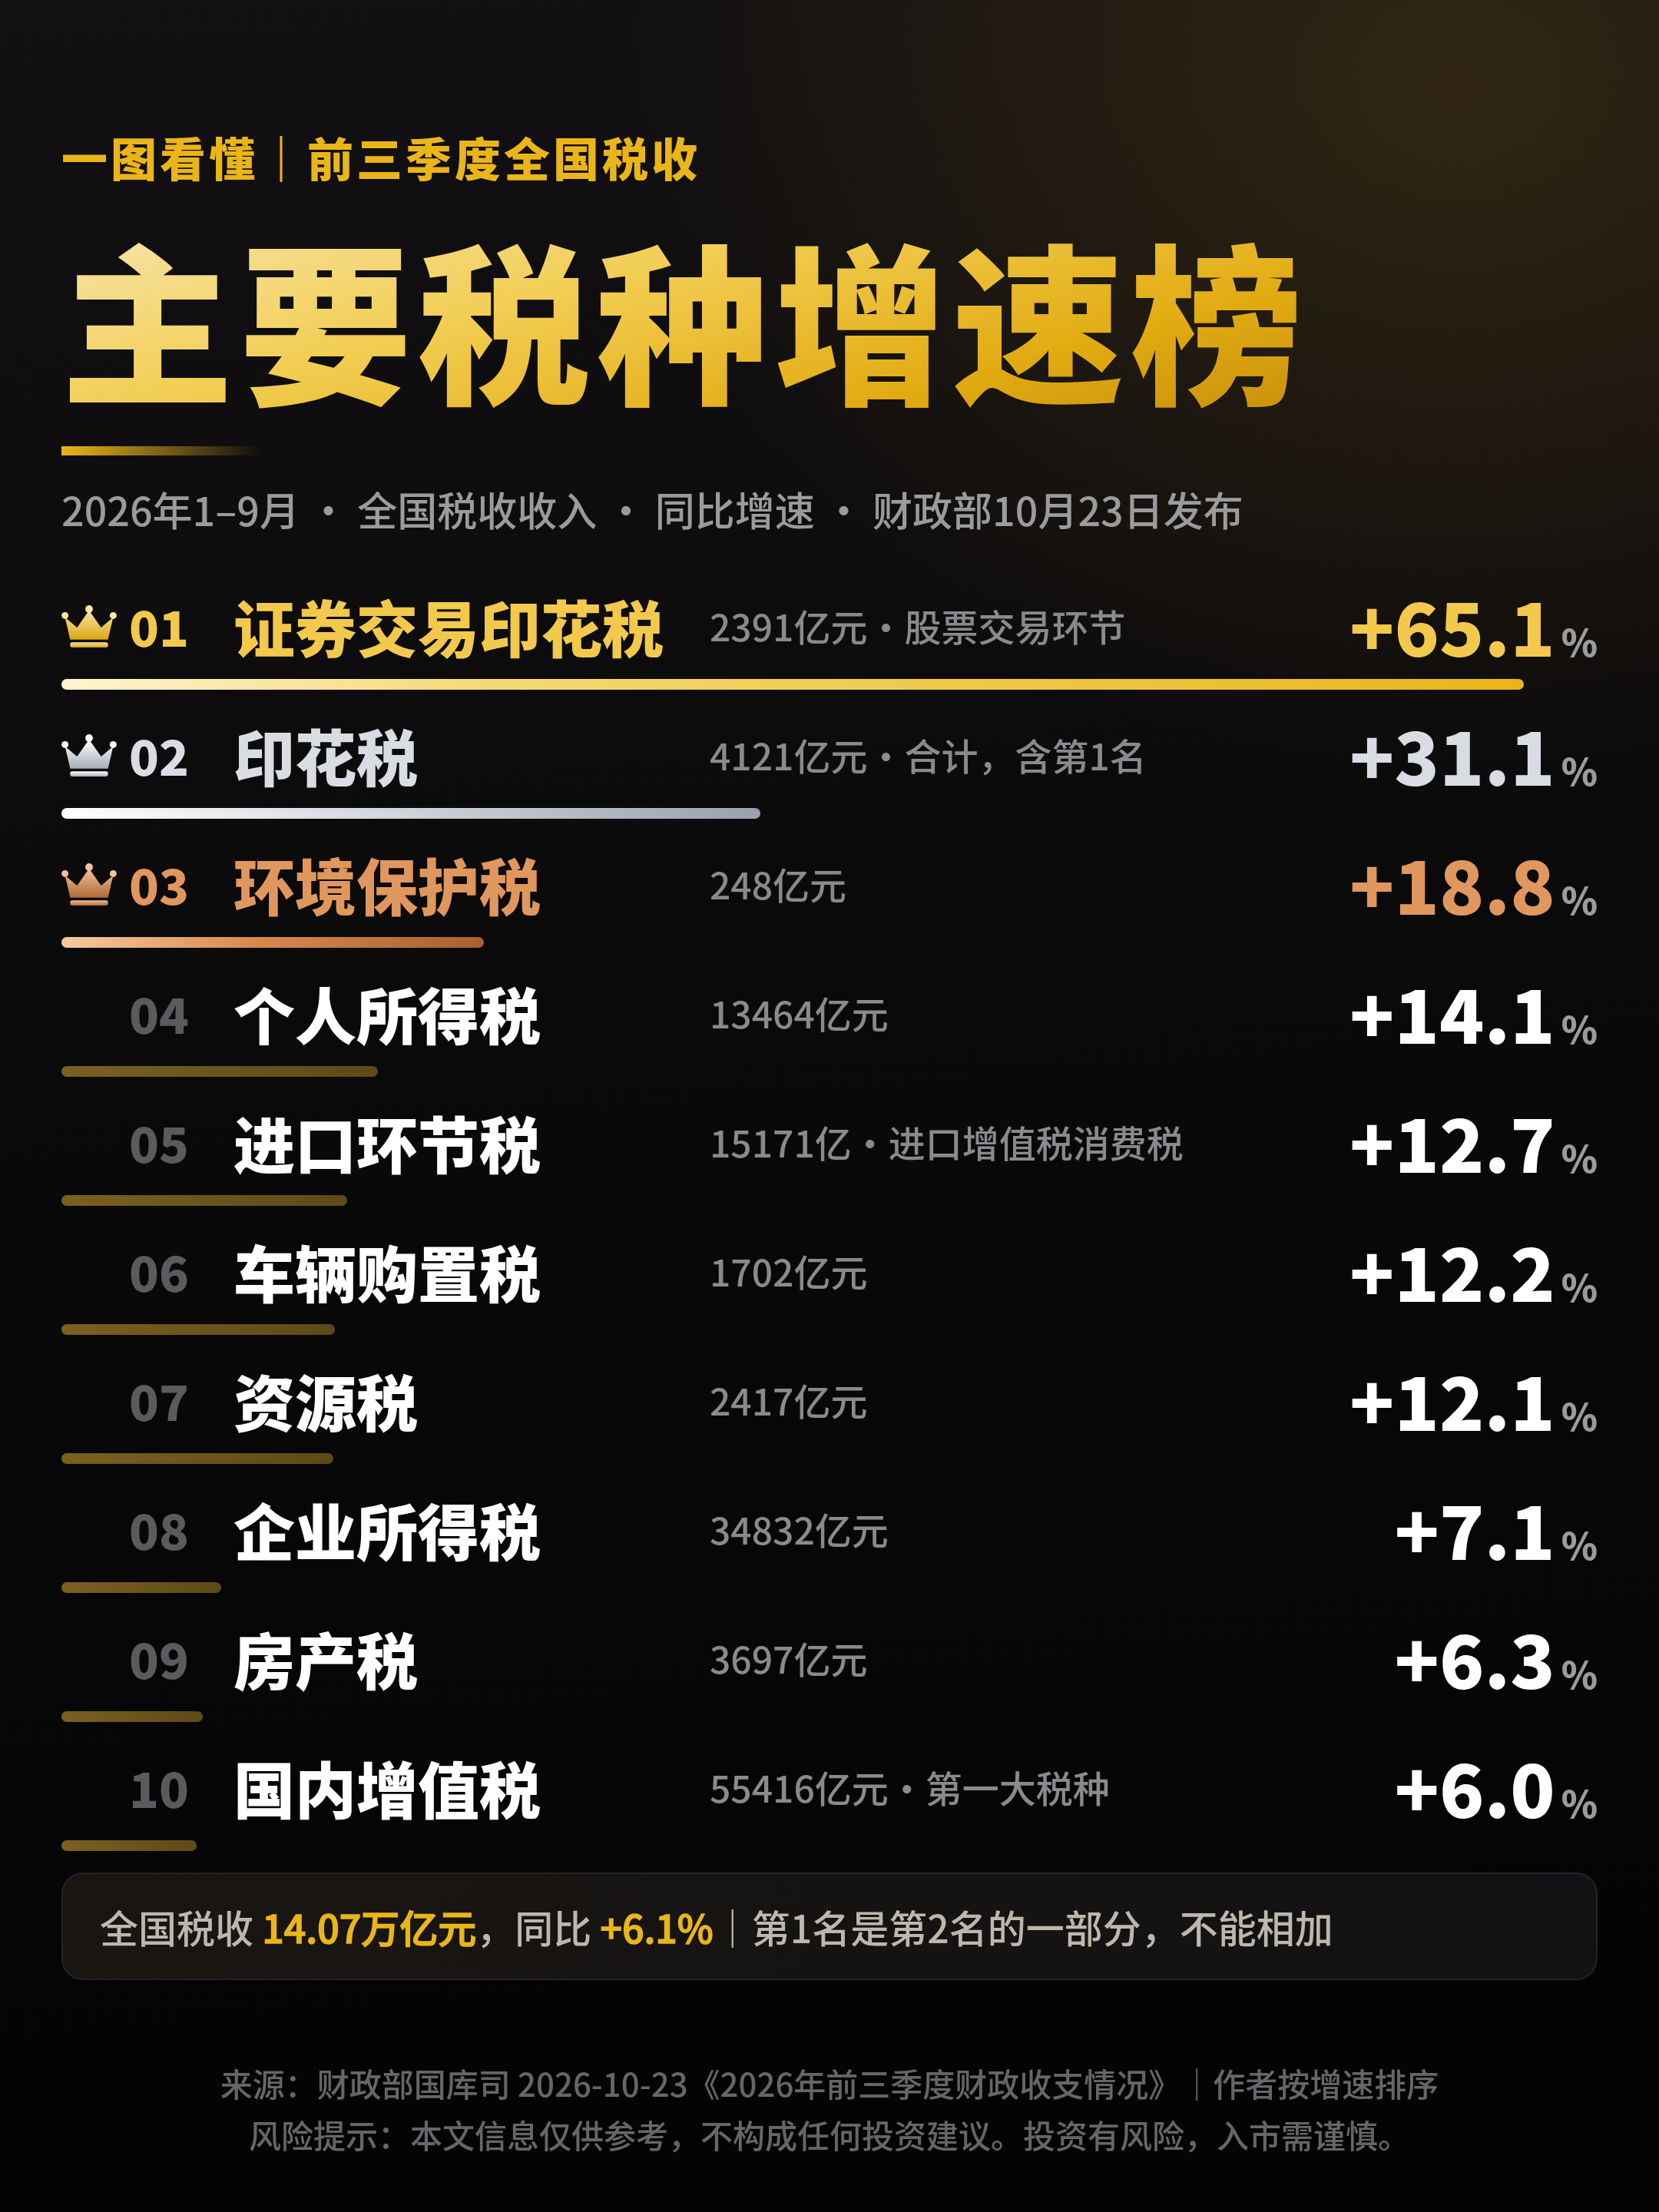 一图看懂｜前三季度全国税收
主要税种增速榜
2026年1–9月 · 全国税收收入 · 同比增速 · 财政部10月23日发布
01 证券交易印花税 2391亿元·股票交易环节 +65.1%
02 印花税 4121亿元·合计，含第1名 +31.1%
03 环境保护税 248亿元 +18.8%
04 个人所得税 13464亿元 +14.1%
05 进口环节税 15171亿·进口增值税消费税 +12.7%
06 车辆购置税 1702亿元 +12.2%
07 资源税 2417亿元 +12.1%
08 企业所得税 34832亿元 +7.1%
09 房产税 3697亿元 +6.3%
10 国内增值税 55416亿元·第一大税种 +6.0%
全国税收 14.07万亿元，同比 +6.1%｜第1名是第2名的一部分，不能相加
来源：财政部国库司 2026-10-23《2026年前三季度财政收支情况》｜作者按增速排序
风险提示：本文信息仅供参考，不构成任何投资建议。投资有风险，入市需谨慎。